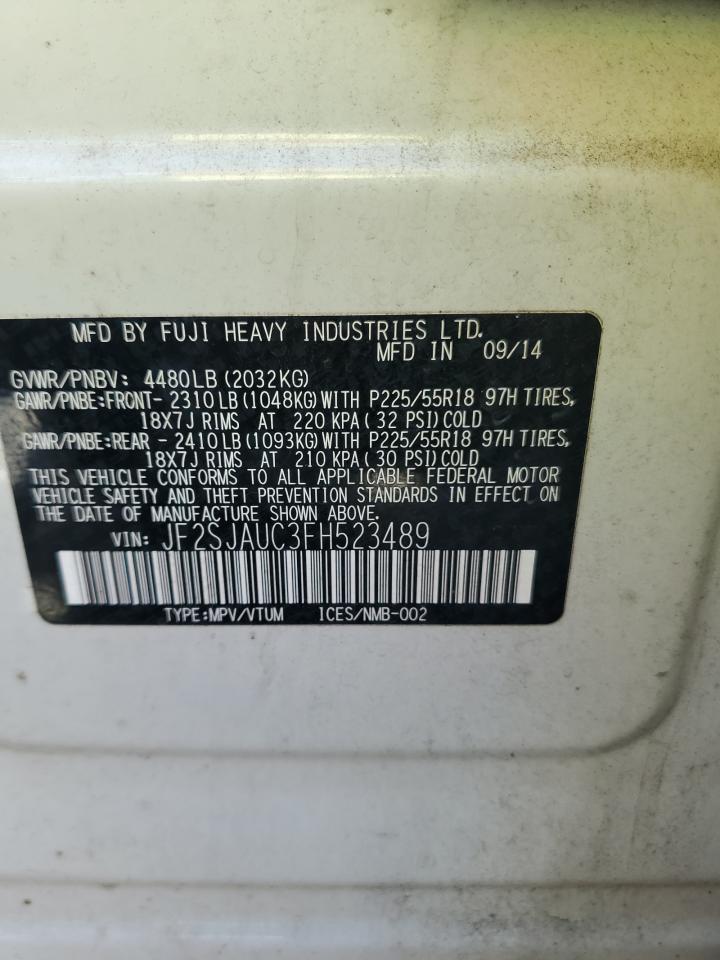 MFD BY FUJI HEAVY INDUSTRIES LTD.
MFD IN 09/14
GVWR/PNBV: 4480LB(2032KG)
GAWR/PNBE:FRONT- 2310LB(1048KG)WITH P225/55R18 97H TIRES,
18X7J RIMS AT 220 KPA(32 PSI)COLD
GAWR/PNBE:REAR - 2410LB(1093KG)WITH P225/55R18 97H TIRES,
18X7J RIMS AT 210 KPA(30 PSI)COLD
THIS VEHICLE CONFORMS TO ALL APPLICABLE FEDERAL MOTOR
VEHICLE SAFETY AND THEFT PREVENTION STANDARDS IN EFFECT ON
THE DATE OF MANUFACTURE SHOWN ABOVE.
VIN: JF2SJAUC3FH523489
TYPE:MPV/VTUM ICES/NMB-002